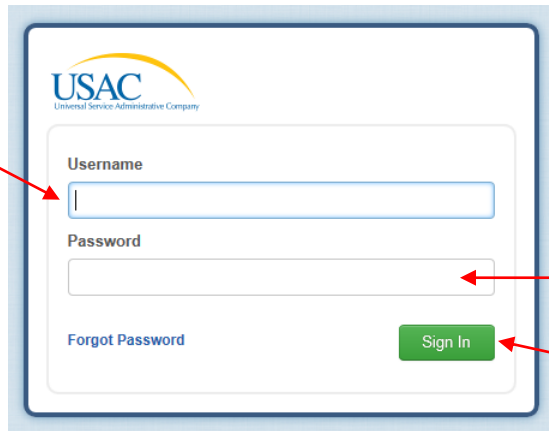 USAC
Universal Service Administrative Company
Username
Password
Forgot Password
Sign In